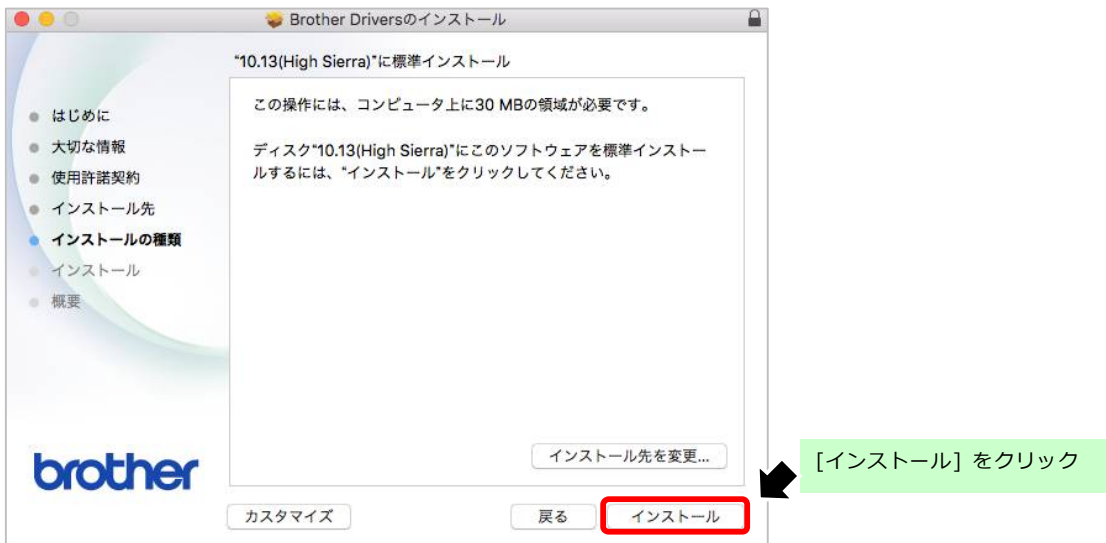 Brother Driversのインストール
“10.13(High Sierra)”に標準インストール
はじめに
大切な情報
使用許諾契約
インストール先
インストールの種類
インストール
概要
この操作には、コンピュータ上に30 MBの領域が必要です。
ディスク“10.13(High Sierra)”にこのソフトウェアを標準インストー
ルするには、“インストール”をクリックしてください。
インストール先を変更...
brother
カスタマイズ
戻る
インストール
[インストール] をクリック